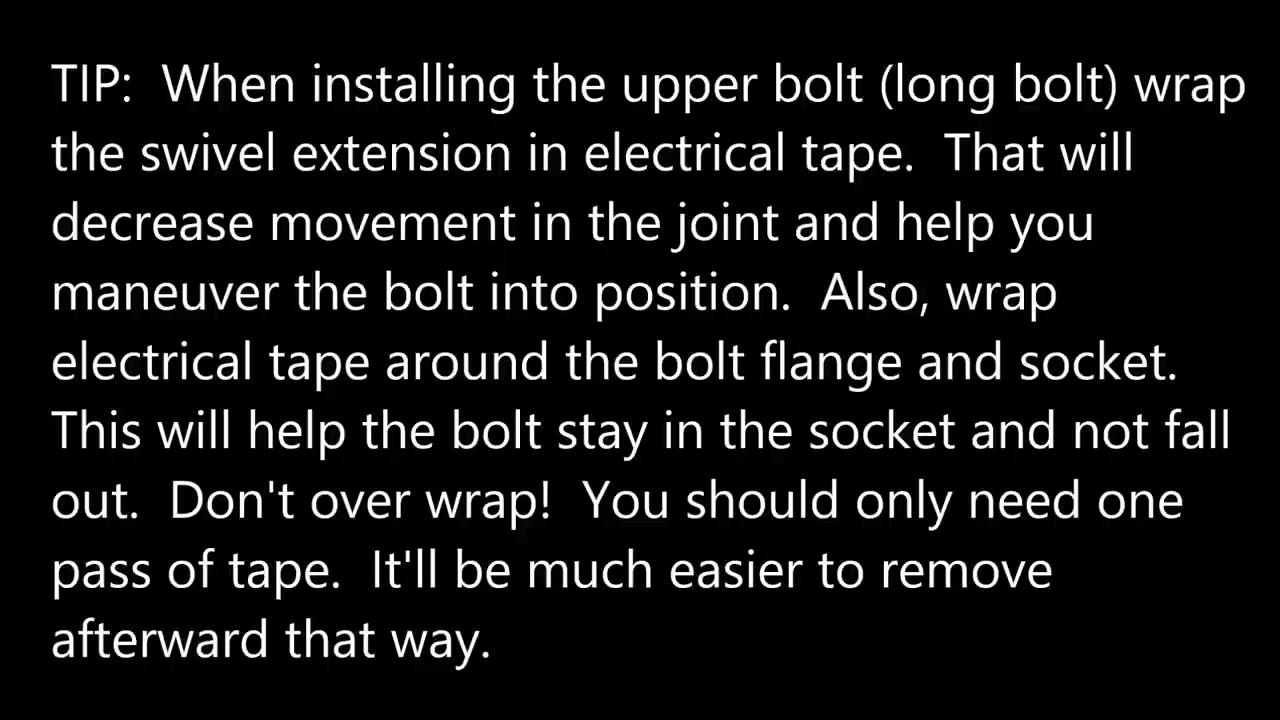 TIP:  When installing the upper bolt (long bolt) wrap
the swivel extension in electrical tape.  That will
decrease movement in the joint and help you
maneuver the bolt into position.  Also, wrap
electrical tape around the bolt flange and socket.
This will help the bolt stay in the socket and not fall
out.  Don't over wrap!  You should only need one
pass of tape.  It'll be much easier to remove
afterward that way.